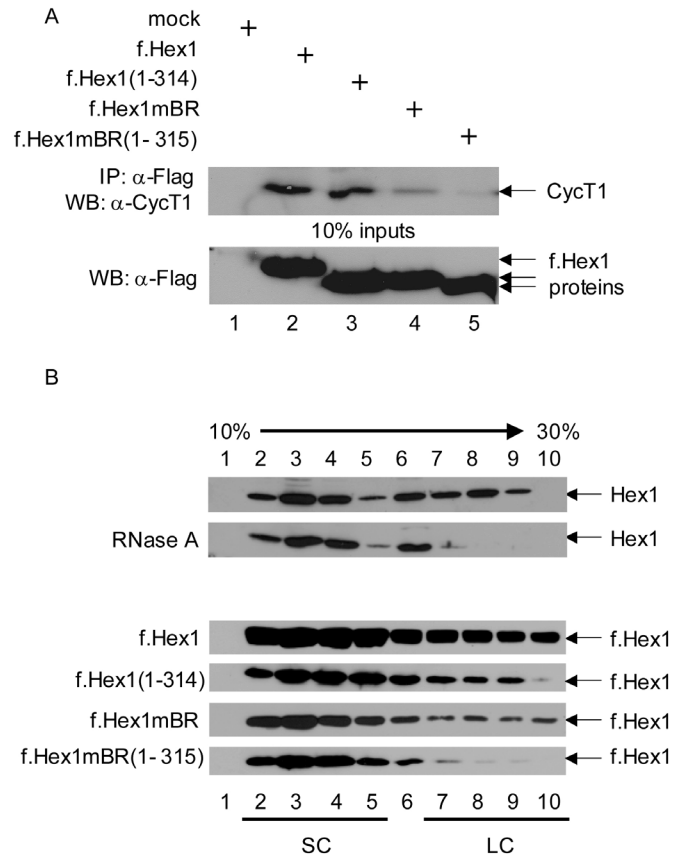 A
mock +
f.Hex1 +
f.Hex1(1-314) +
f.Hex1mBR +
f.Hex1mBR(1- 315) +
IP: α-Flag
WB: α-CycT1
CycT1
10% inputs
WB: α-Flag
f.Hex1
proteins
1 2 3 4 5
B
10% 30%
1 2 3 4 5 6 7 8 9 10
Hex1
RNase A Hex1
f.Hex1 f.Hex1
f.Hex1(1-314) f.Hex1
f.Hex1mBR f.Hex1
f.Hex1mBR(1- 315) f.Hex1
1 2 3 4 5 6 7 8 9 10
SC LC